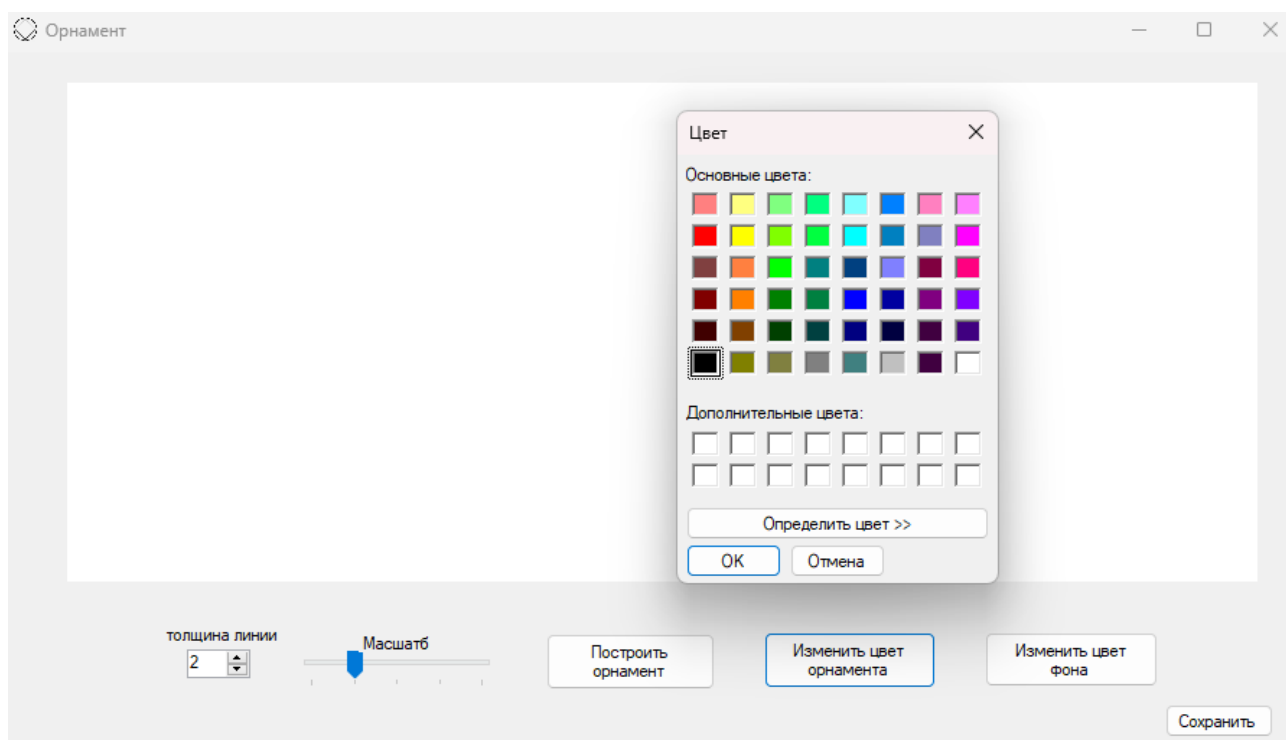 Орнамент
Цвет
Основные цвета:
Дополнительные цвета:
Определить цвет >>
OK
Отмена
толщина линии
2
Масшатб
Построить
орнамент
Изменить цвет
орнамента
Изменить цвет
фона
Сохранить